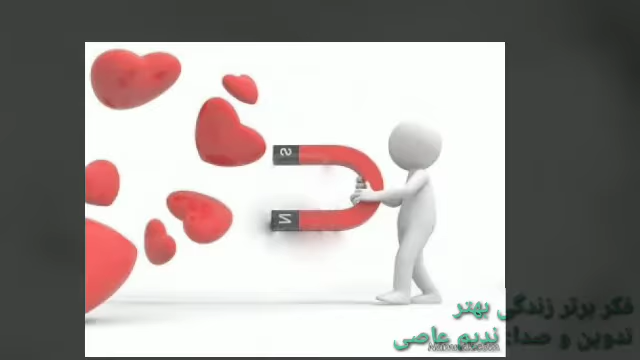 S
N
فکر برتر زندگی بهتر
تدوین و صدا: ندیم عاصی